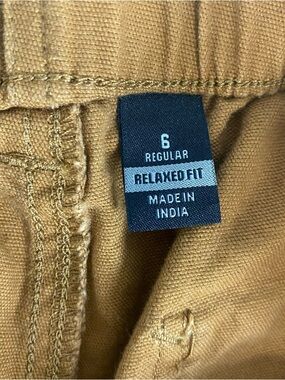 6
REGULAR
RELAXED FIT
MADE IN
INDIA